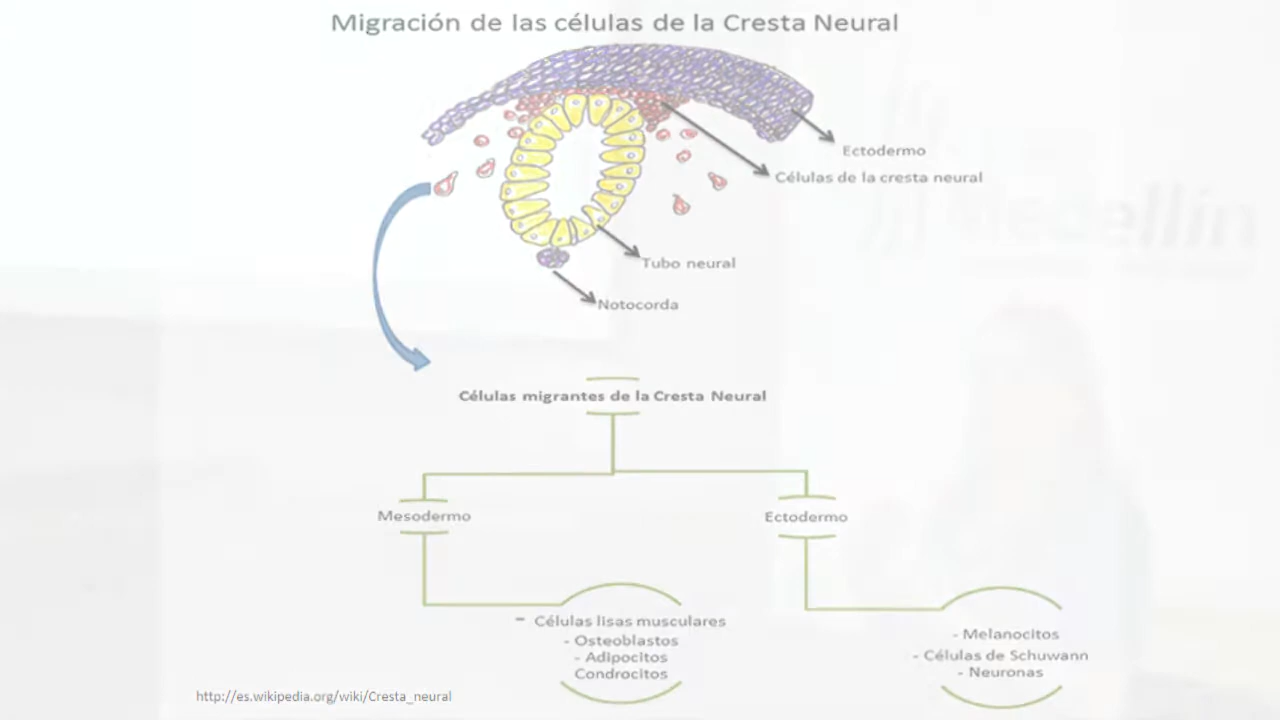 Migración de las células de la Cresta Neural
Ectodermo
Células de la cresta neural
Tubo neural
Notocorda
Células migrantes de la Cresta Neural
Mesodermo
Ectodermo
- Células lisas musculares
- Osteoblastos
- Adipocitos
Condrocitos
- Melanocitos
- Células de Schuwann
- Neuronas
http://es.wikipedia.org/wiki/Cresta_neural